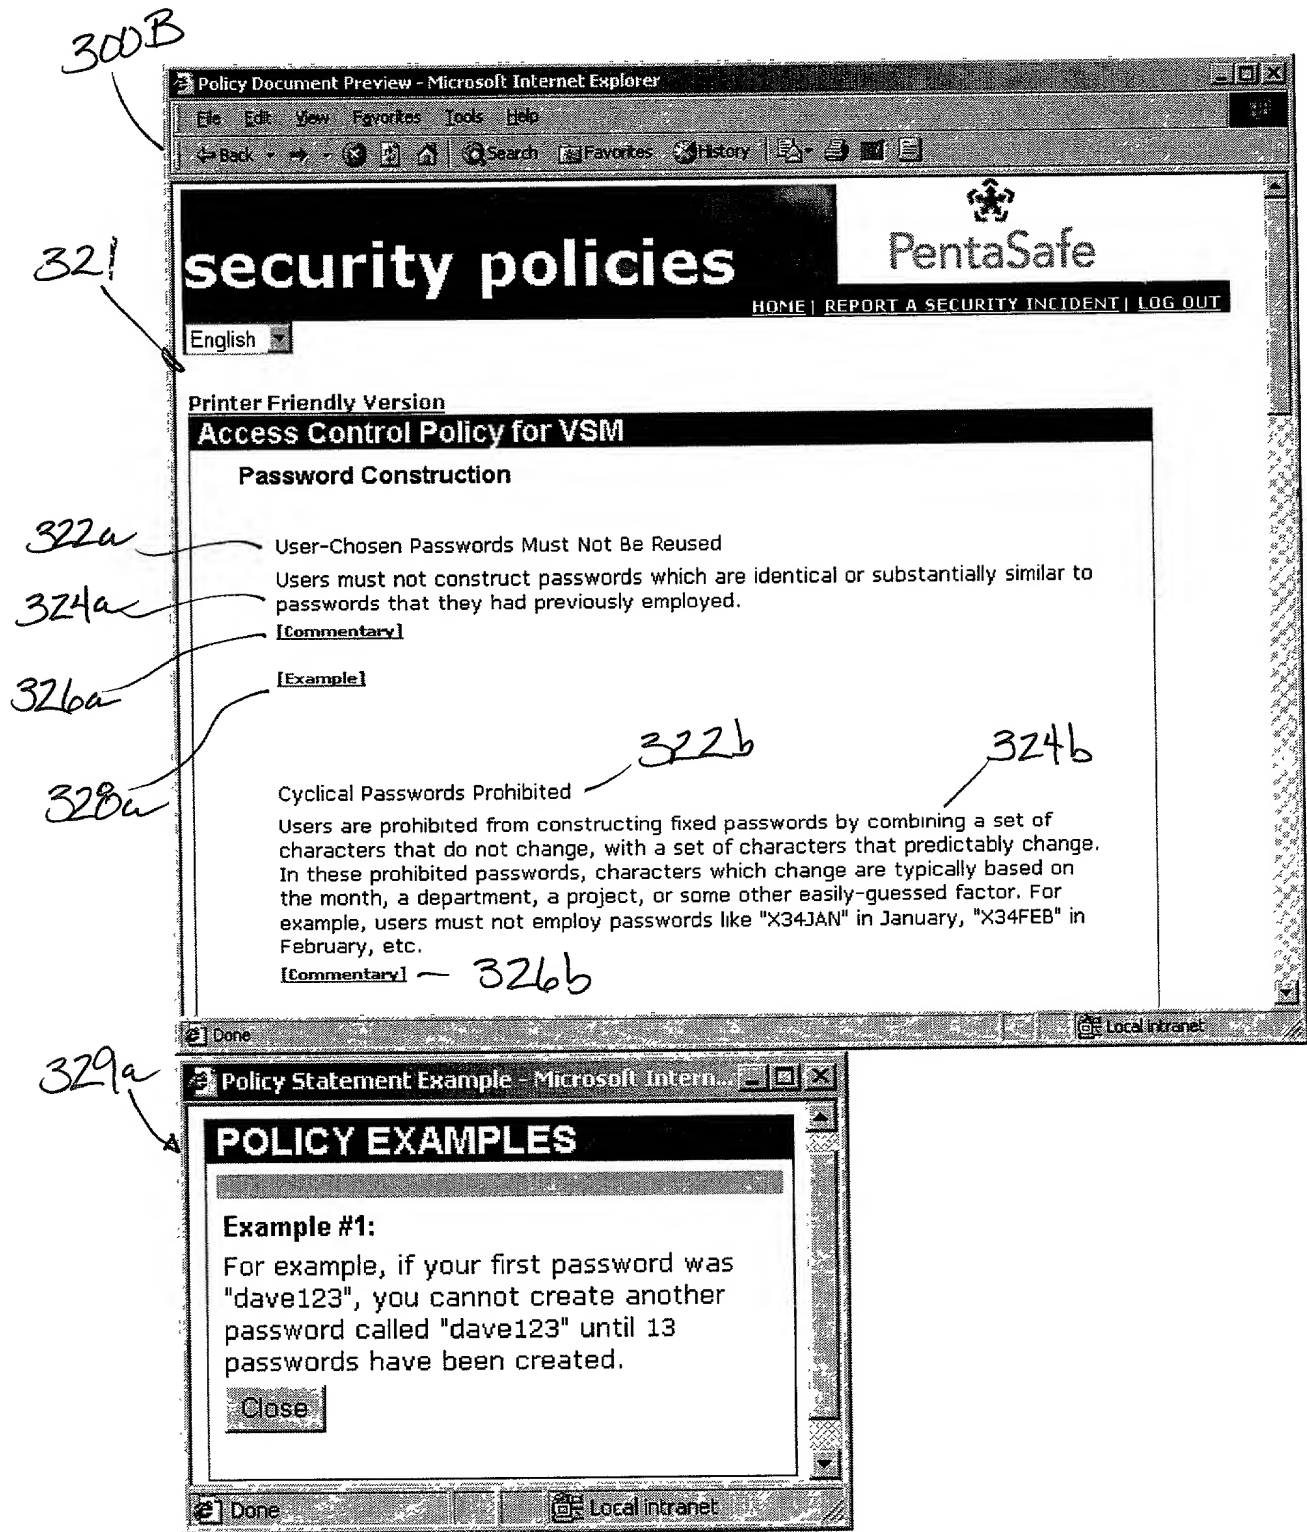 300B
Policy Document Preview - Microsoft Internet Explorer
File Edit View Favorites Tools Help
Back Search Favorites History
321
security policies
PentaSafe
HOME | REPORT A SECURITY INCIDENT | LOG OUT
English
Printer Friendly Version
Access Control Policy for VSM
Password Construction
322a
User-Chosen Passwords Must Not Be Reused
324a
Users must not construct passwords which are identical or substantially similar to
passwords that they had previously employed.
[Commentary]
326a
[Example]
322b
324b
328a
Cyclical Passwords Prohibited
Users are prohibited from constructing fixed passwords by combining a set of
characters that do not change, with a set of characters that predictably change.
In these prohibited passwords, characters which change are typically based on
the month, a department, a project, or some other easily-guessed factor. For
example, users must not employ passwords like "X34JAN" in January, "X34FEB" in
February, etc.
[Commentary] 326b
Done Local intranet
329a
Policy Statement Example - Microsoft Intern...
POLICY EXAMPLES
Example #1:
For example, if your first password was
"dave123", you cannot create another
password called "dave123" until 13
passwords have been created.
Close
Done Local intranet